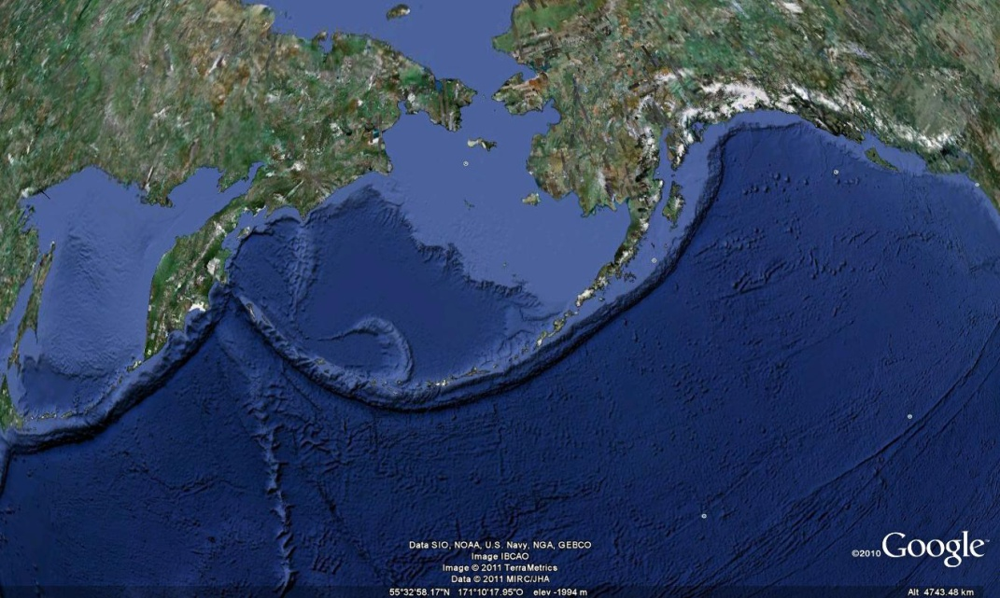 Data SIO, NOAA, U.S. Navy, NGA, GEBCO
Image IBCAO
Image © 2011 TerraMetrics
Data © 2011 MIRC/JHA
©2010 Google™
55°32'58.17"N 171°10'17.95"O elev -1994 m
Alt 4743.48 km